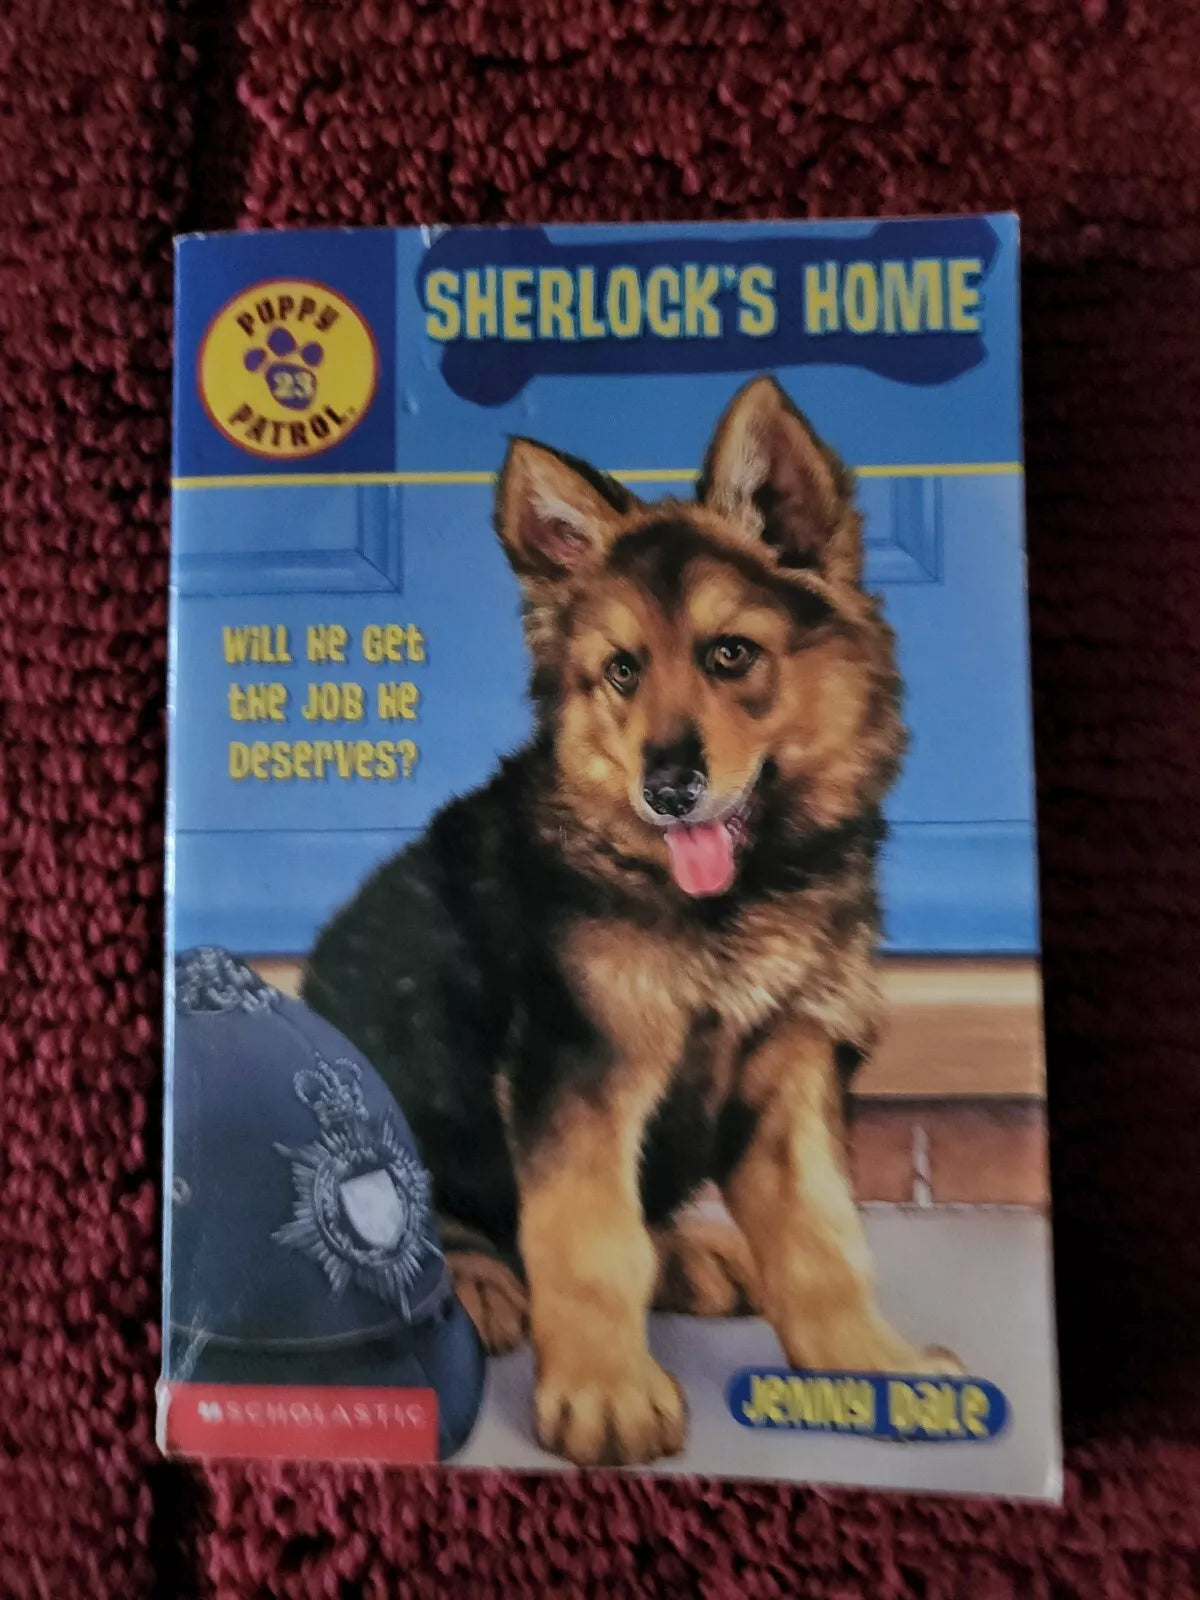 PUPPY
23
PATROL
SHERLOCK'S HOME
WiLL He Get
tHe JOB He
DeserVes?
SCHOLASTIC
Jenny Dale